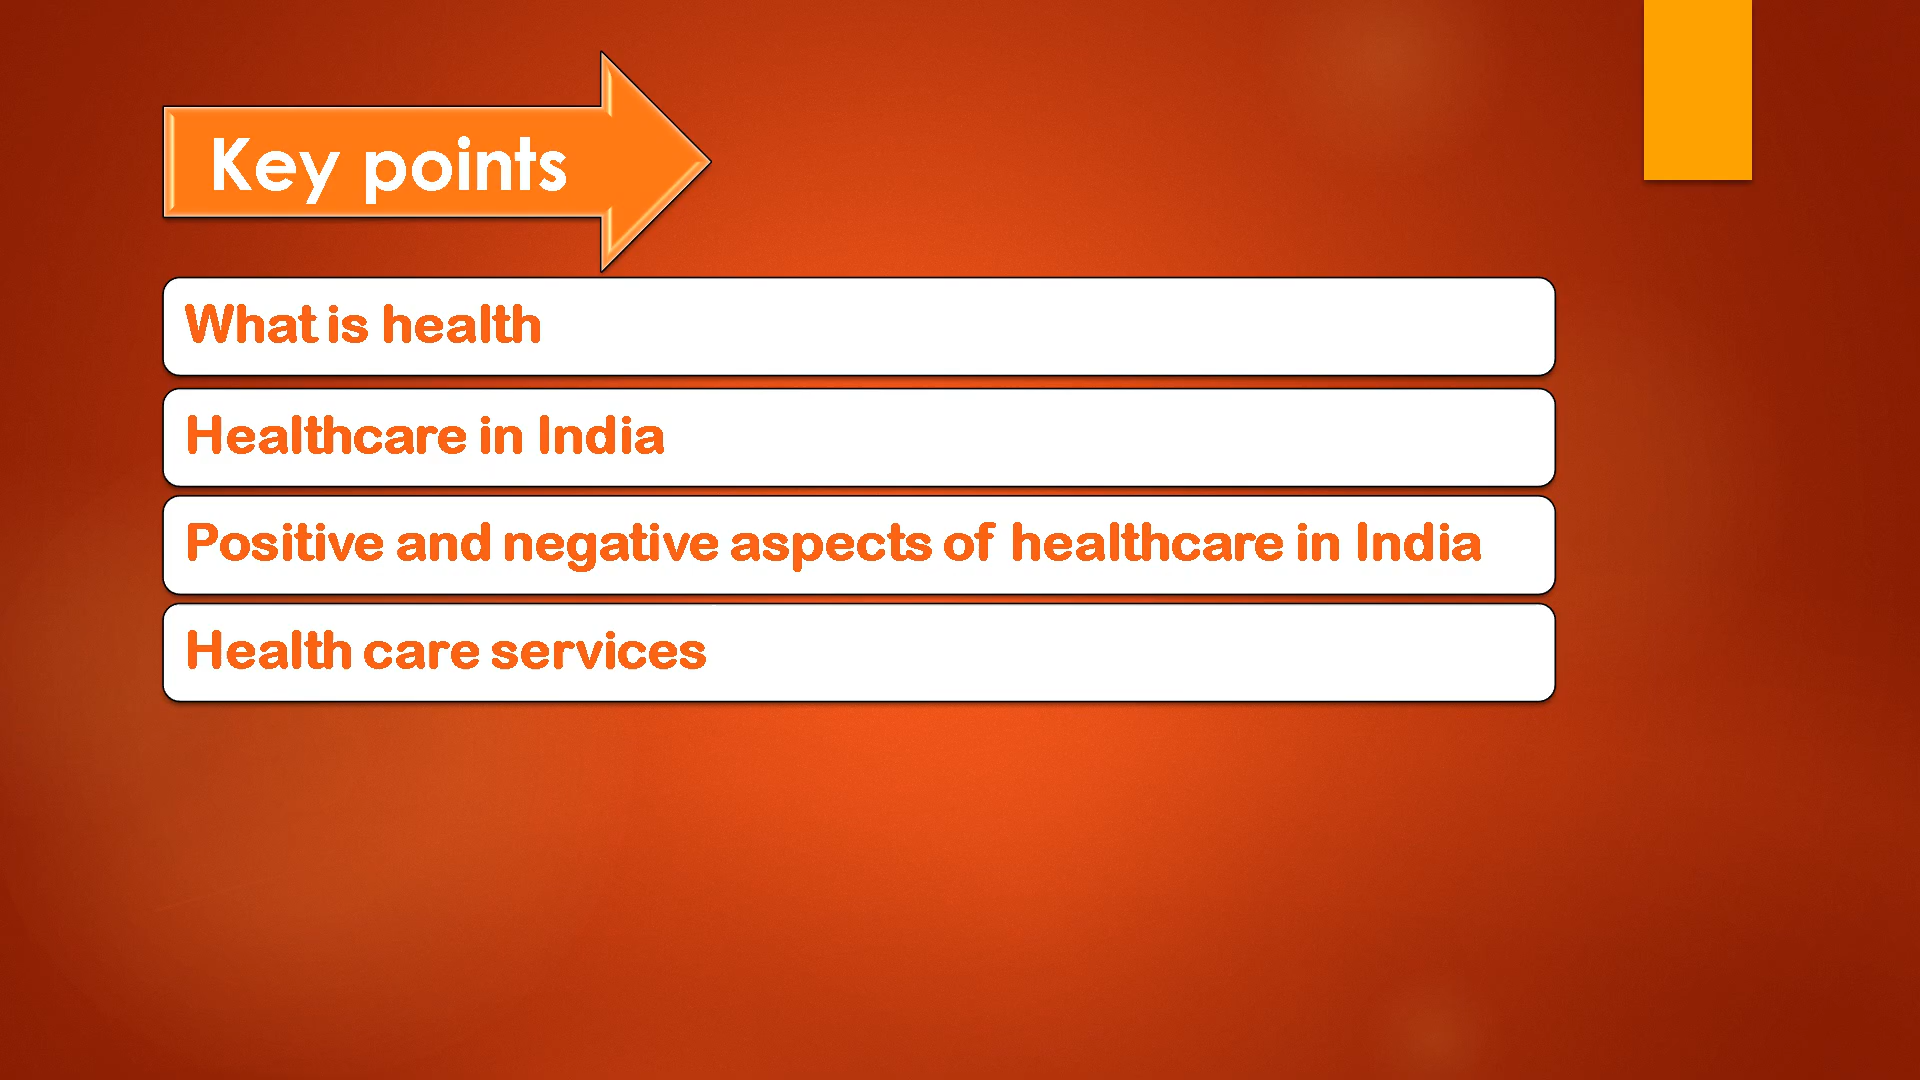 Key points
What is health
Healthcare in India
Positive and negative aspects of healthcare in India
Health care services